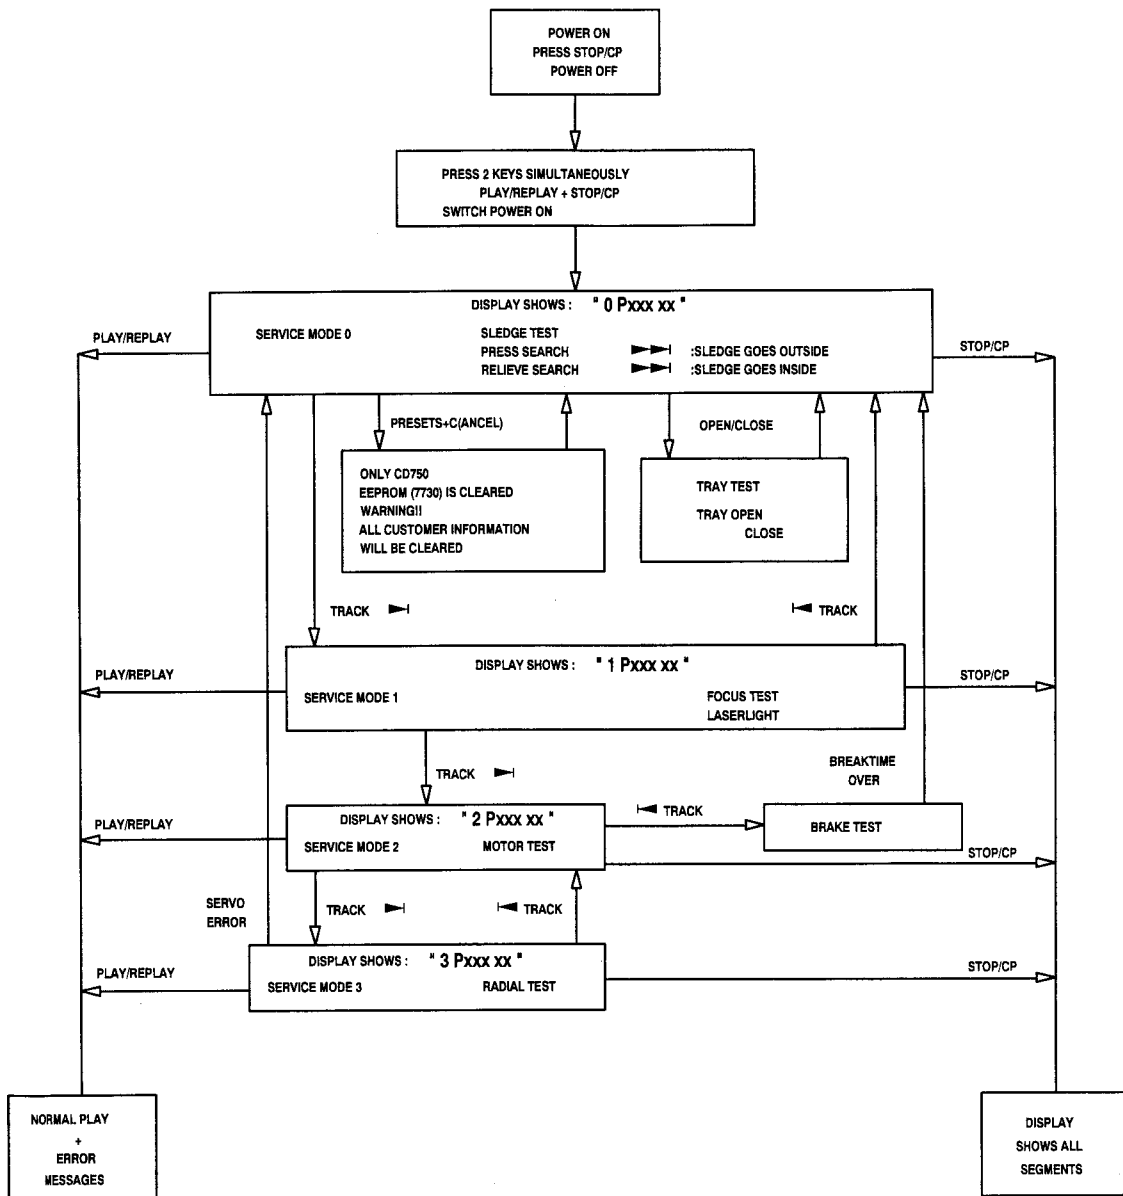 POWER ON
PRESS STOP/CP
POWER OFF
PRESS 2 KEYS SIMULTANEOUSLY
PLAY/REPLAY + STOP/CP
SWITCH POWER ON
DISPLAY SHOWS : " 0 Pxxx xx "
SERVICE MODE 0
SLEDGE TEST
PRESS SEARCH :SLEDGE GOES OUTSIDE
RELIEVE SEARCH :SLEDGE GOES INSIDE
PLAY/REPLAY
STOP/CP
PRESETS+C(ANCEL)
OPEN/CLOSE
ONLY CD750
EEPROM (7730) IS CLEARED
WARNING!!
ALL CUSTOMER INFORMATION
WILL BE CLEARED
TRAY TEST
TRAY OPEN
CLOSE
TRACK
TRACK
DISPLAY SHOWS : " 1 Pxxx xx "
SERVICE MODE 1
FOCUS TEST
LASERLIGHT
PLAY/REPLAY
STOP/CP
TRACK
BREAKTIME
OVER
DISPLAY SHOWS : " 2 Pxxx xx "
SERVICE MODE 2 MOTOR TEST
PLAY/REPLAY
TRACK
BRAKE TEST
STOP/CP
SERVO
ERROR
TRACK
TRACK
DISPLAY SHOWS : " 3 Pxxx xx "
SERVICE MODE 3 RADIAL TEST
PLAY/REPLAY
STOP/CP
NORMAL PLAY
+
ERROR
MESSAGES
DISPLAY
SHOWS ALL
SEGMENTS